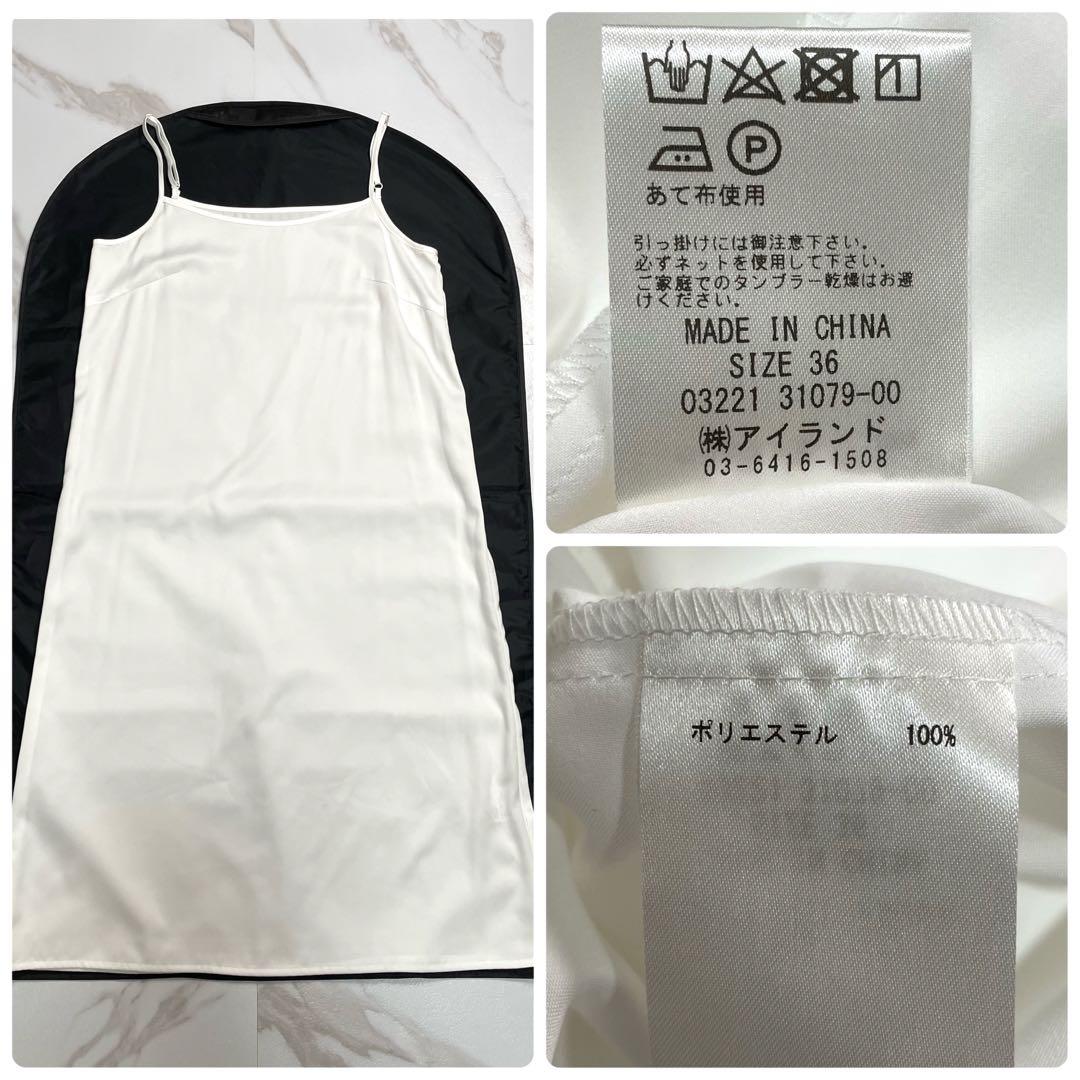 P
あて布使用
引っ掛けには御注意下さい。
必ずネットを使用して下さい。
ご家庭でのタンブラー乾燥はお避
けください。
MADE IN CHINA
SIZE 36
03221 31079-00
㈱アイランド
03-6416-1508
ポリエステル 100%